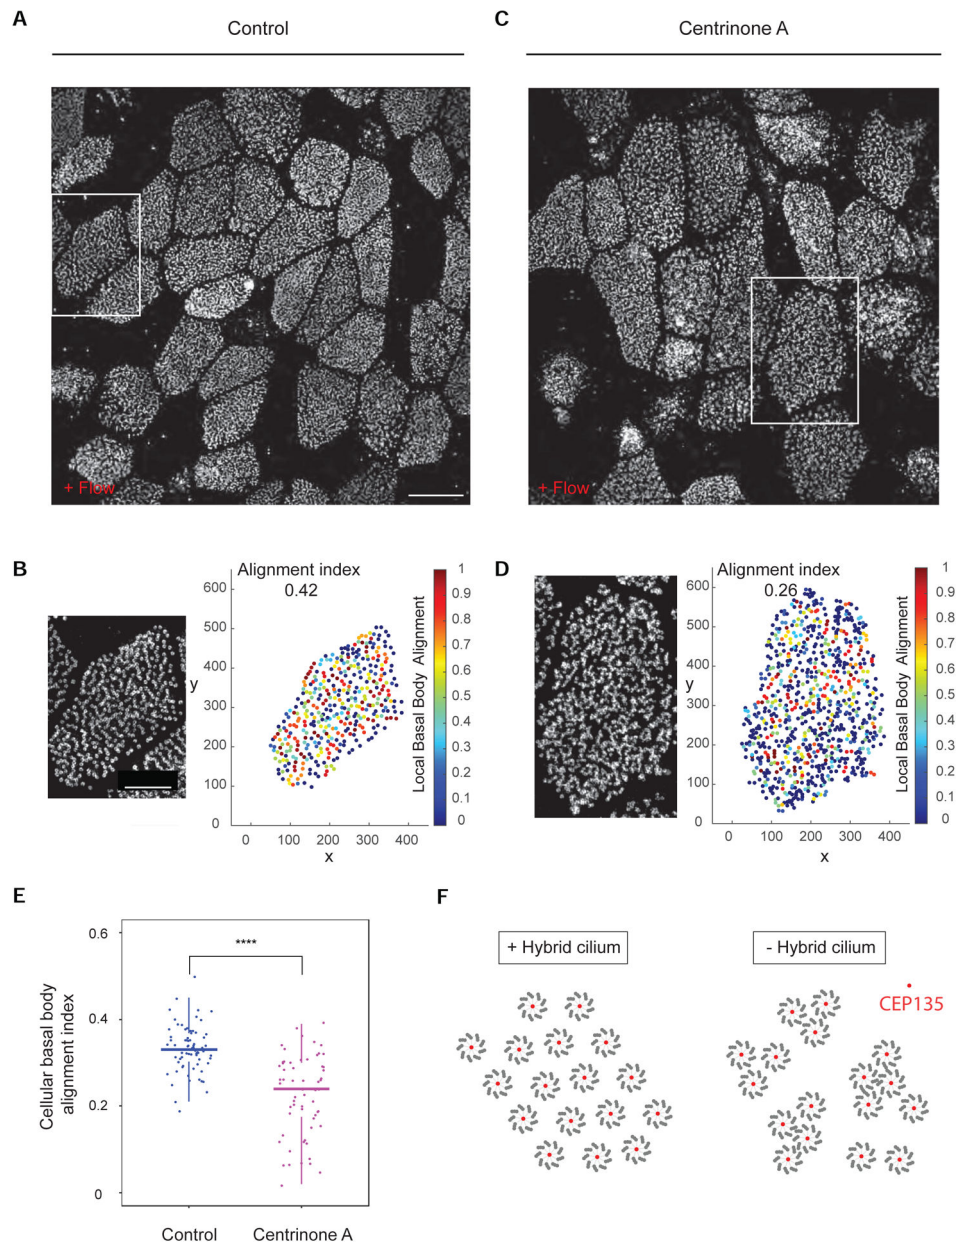 A
Control
C
Centrinone A
+ Flow
+ Flow
B
Alignment index
0.42
600
500
400
300
200
100
0
y
0 100 200 300 400
x
1
0.9
0.8
0.7
0.6
0.5
0.4
0.3
0.2
0.1
0
Local Basal Body Alignment
D
Alignment index
0.26
600
500
400
300
200
100
0
y
0 100 200 300 400
x
1
0.9
0.8
0.7
0.6
0.5
0.4
0.3
0.2
0.1
0
Local Basal Body Alignment
E
0.6
0.4
0.2
0
Cellular basal body
alignment index
****
Control Centrinone A
F
+ Hybrid cilium
- Hybrid cilium
CEP135